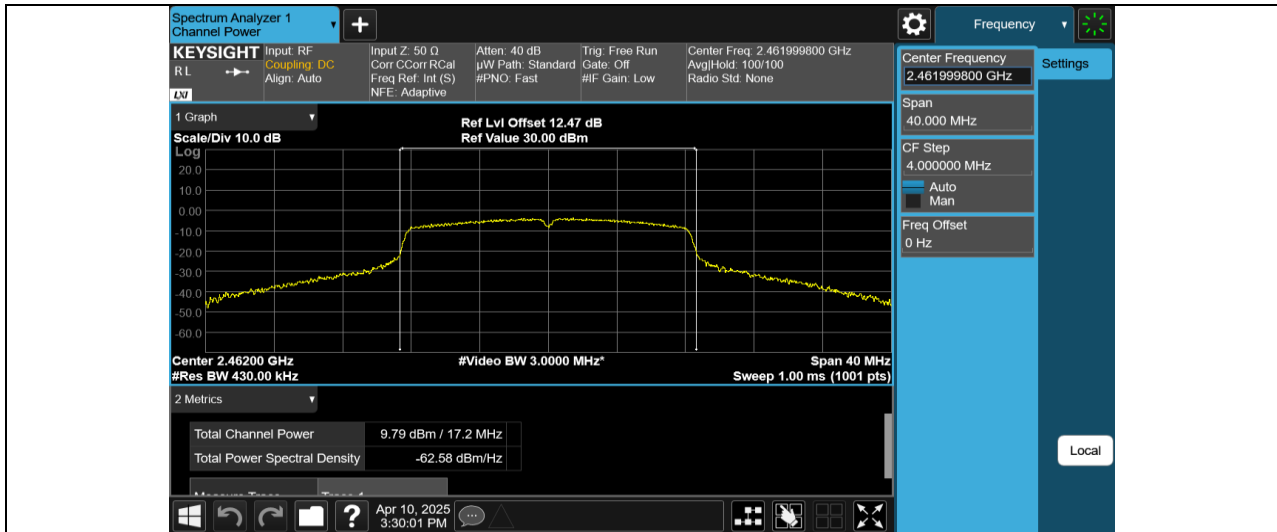 Spectrum Analyzer 1
Channel Power
Frequency
KEYSIGHT
R L
LXI
Input: RF
Coupling: DC
Align: Auto
Input Z: 50 Ω
Corr CCorr RCal
Freq Ref: Int (S)
NFE: Adaptive
Atten: 40 dB
µW Path: Standard
#PNO: Fast
Trig: Free Run
Gate: Off
#IF Gain: Low
Center Freq: 2.461999800 GHz
Avg|Hold: 100/100
Radio Std: None
Center Frequency
2.461999800 GHz
Settings
Span
40.000 MHz
CF Step
4.000000 MHz
Auto
Man
Freq Offset
0 Hz
1 Graph
Scale/Div 10.0 dB
Ref Lvl Offset 12.47 dB
Ref Value 30.00 dBm
Log
20.0
10.0
0.00
-10.0
-20.0
-30.0
-40.0
-50.0
-60.0
Center 2.46200 GHz
#Res BW 430.00 kHz
#Video BW 3.0000 MHz*
Span 40 MHz
Sweep 1.00 ms (1001 pts)
2 Metrics
Total Channel Power 9.79 dBm / 17.2 MHz
Total Power Spectral Density -62.58 dBm/Hz
Measure Trace Trace 1
Local
Apr 10, 2025
3:30:01 PM